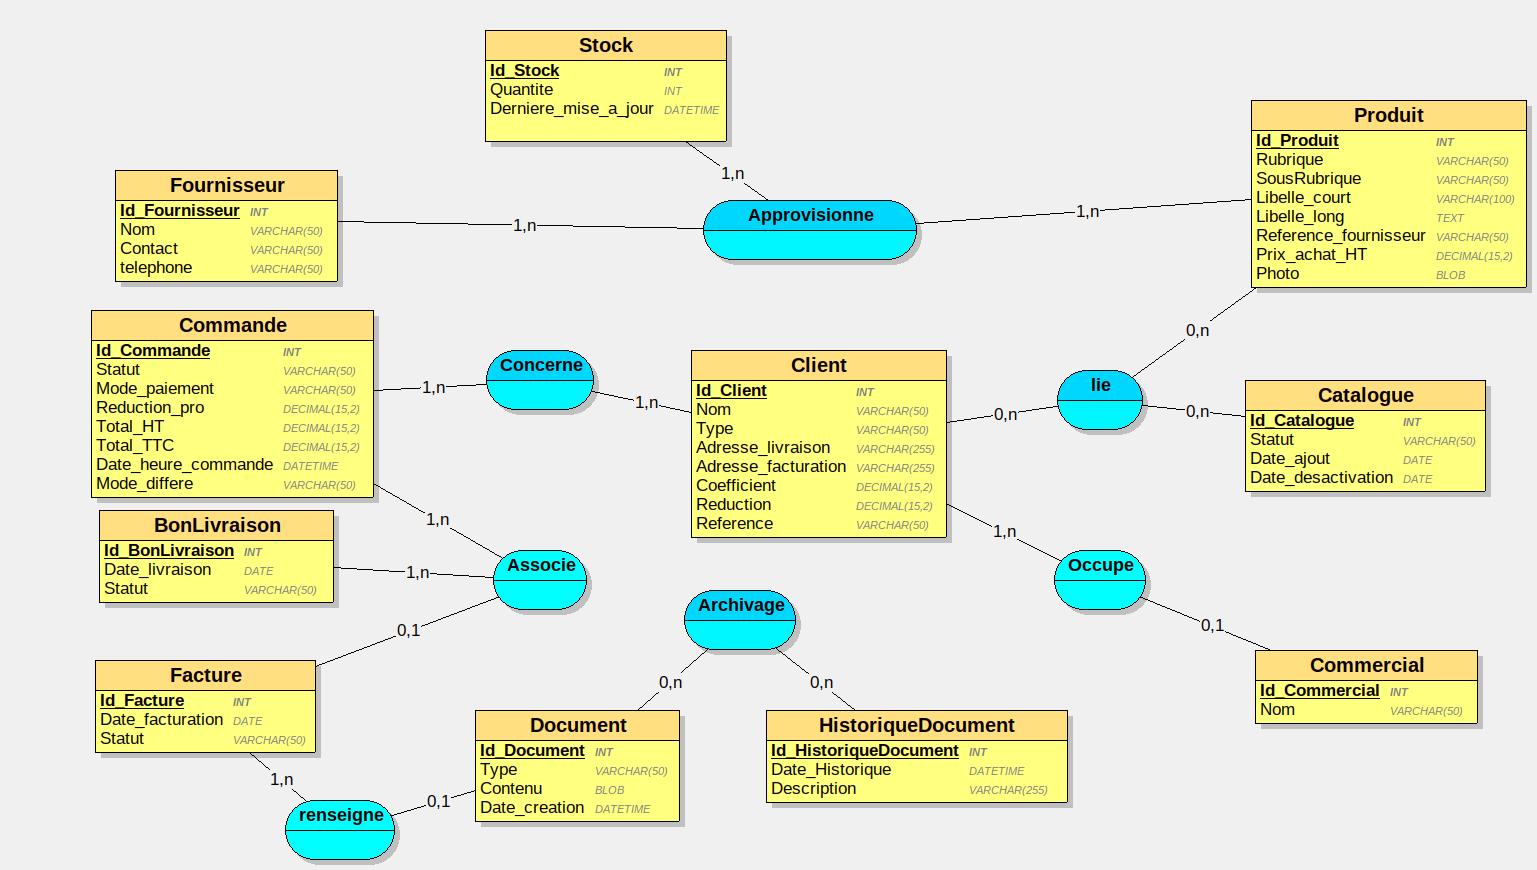 Stock
Id_Stock INT
Quantite INT
Derniere_mise_a_jour DATETIME
1,n
Fournisseur
Id_Fournisseur INT
Nom VARCHAR(50)
Contact VARCHAR(50)
telephone VARCHAR(50)
1,n
Approvisionne
1,n
Produit
Id_Produit INT
Rubrique VARCHAR(50)
SousRubrique VARCHAR(50)
Libelle_court VARCHAR(100)
Libelle_long TEXT
Reference_fournisseur VARCHAR(50)
Prix_achat_HT DECIMAL(15,2)
Photo BLOB
0,n
Commande
Id_Commande INT
Statut VARCHAR(50)
Mode_paiement VARCHAR(50)
Reduction_pro DECIMAL(15,2)
Total_HT DECIMAL(15,2)
Total_TTC DECIMAL(15,2)
Date_heure_commande DATETIME
Mode_differe VARCHAR(50)
1,n
Concerne
1,n
Client
Id_Client INT
Nom VARCHAR(50)
Type VARCHAR(50)
Adresse_livraison VARCHAR(255)
Adresse_facturation VARCHAR(255)
Coefficient DECIMAL(15,2)
Reduction DECIMAL(15,2)
Reference VARCHAR(50)
0,n
lie
0,n
Catalogue
Id_Catalogue INT
Statut VARCHAR(50)
Date_ajout DATE
Date_desactivation DATE
1,n
BonLivraison
Id_BonLivraison INT
Date_livraison DATE
Statut VARCHAR(50)
1,n
Associe
0,1
1,n
Occupe
0,1
Commercial
Id_Commercial INT
Nom VARCHAR(50)
Archivage
0,n
0,n
Facture
Id_Facture INT
Date_facturation DATE
Statut VARCHAR(50)
1,n
renseigne
0,1
Document
Id_Document INT
Type VARCHAR(50)
Contenu BLOB
Date_creation DATETIME
HistoriqueDocument
Id_HistoriqueDocument INT
Date_Historique DATETIME
Description VARCHAR(255)